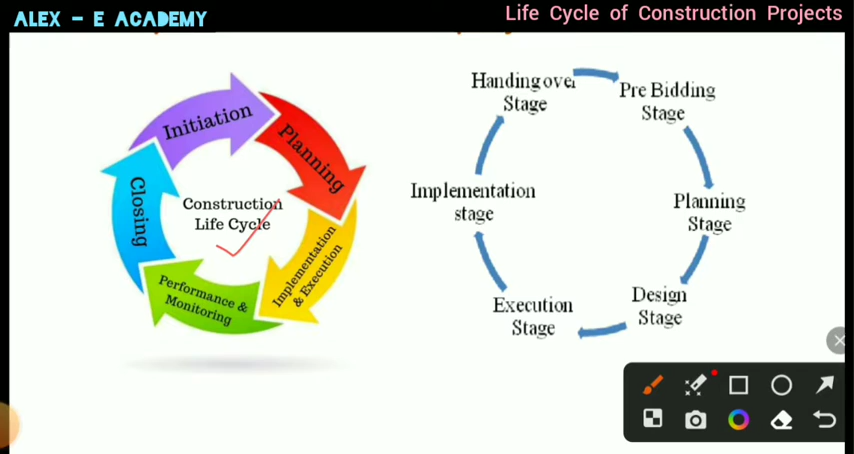 ALEX - E ACADEMY
Life Cycle of Construction Projects
Initiation
Planning
Implementation
& Execution
Performance &
Monitoring
Closing
Construction
Life Cycle
Handing over
Stage
Pre Bidding
Stage
Planning
Stage
Design
Stage
Execution
Stage
Implementation
stage